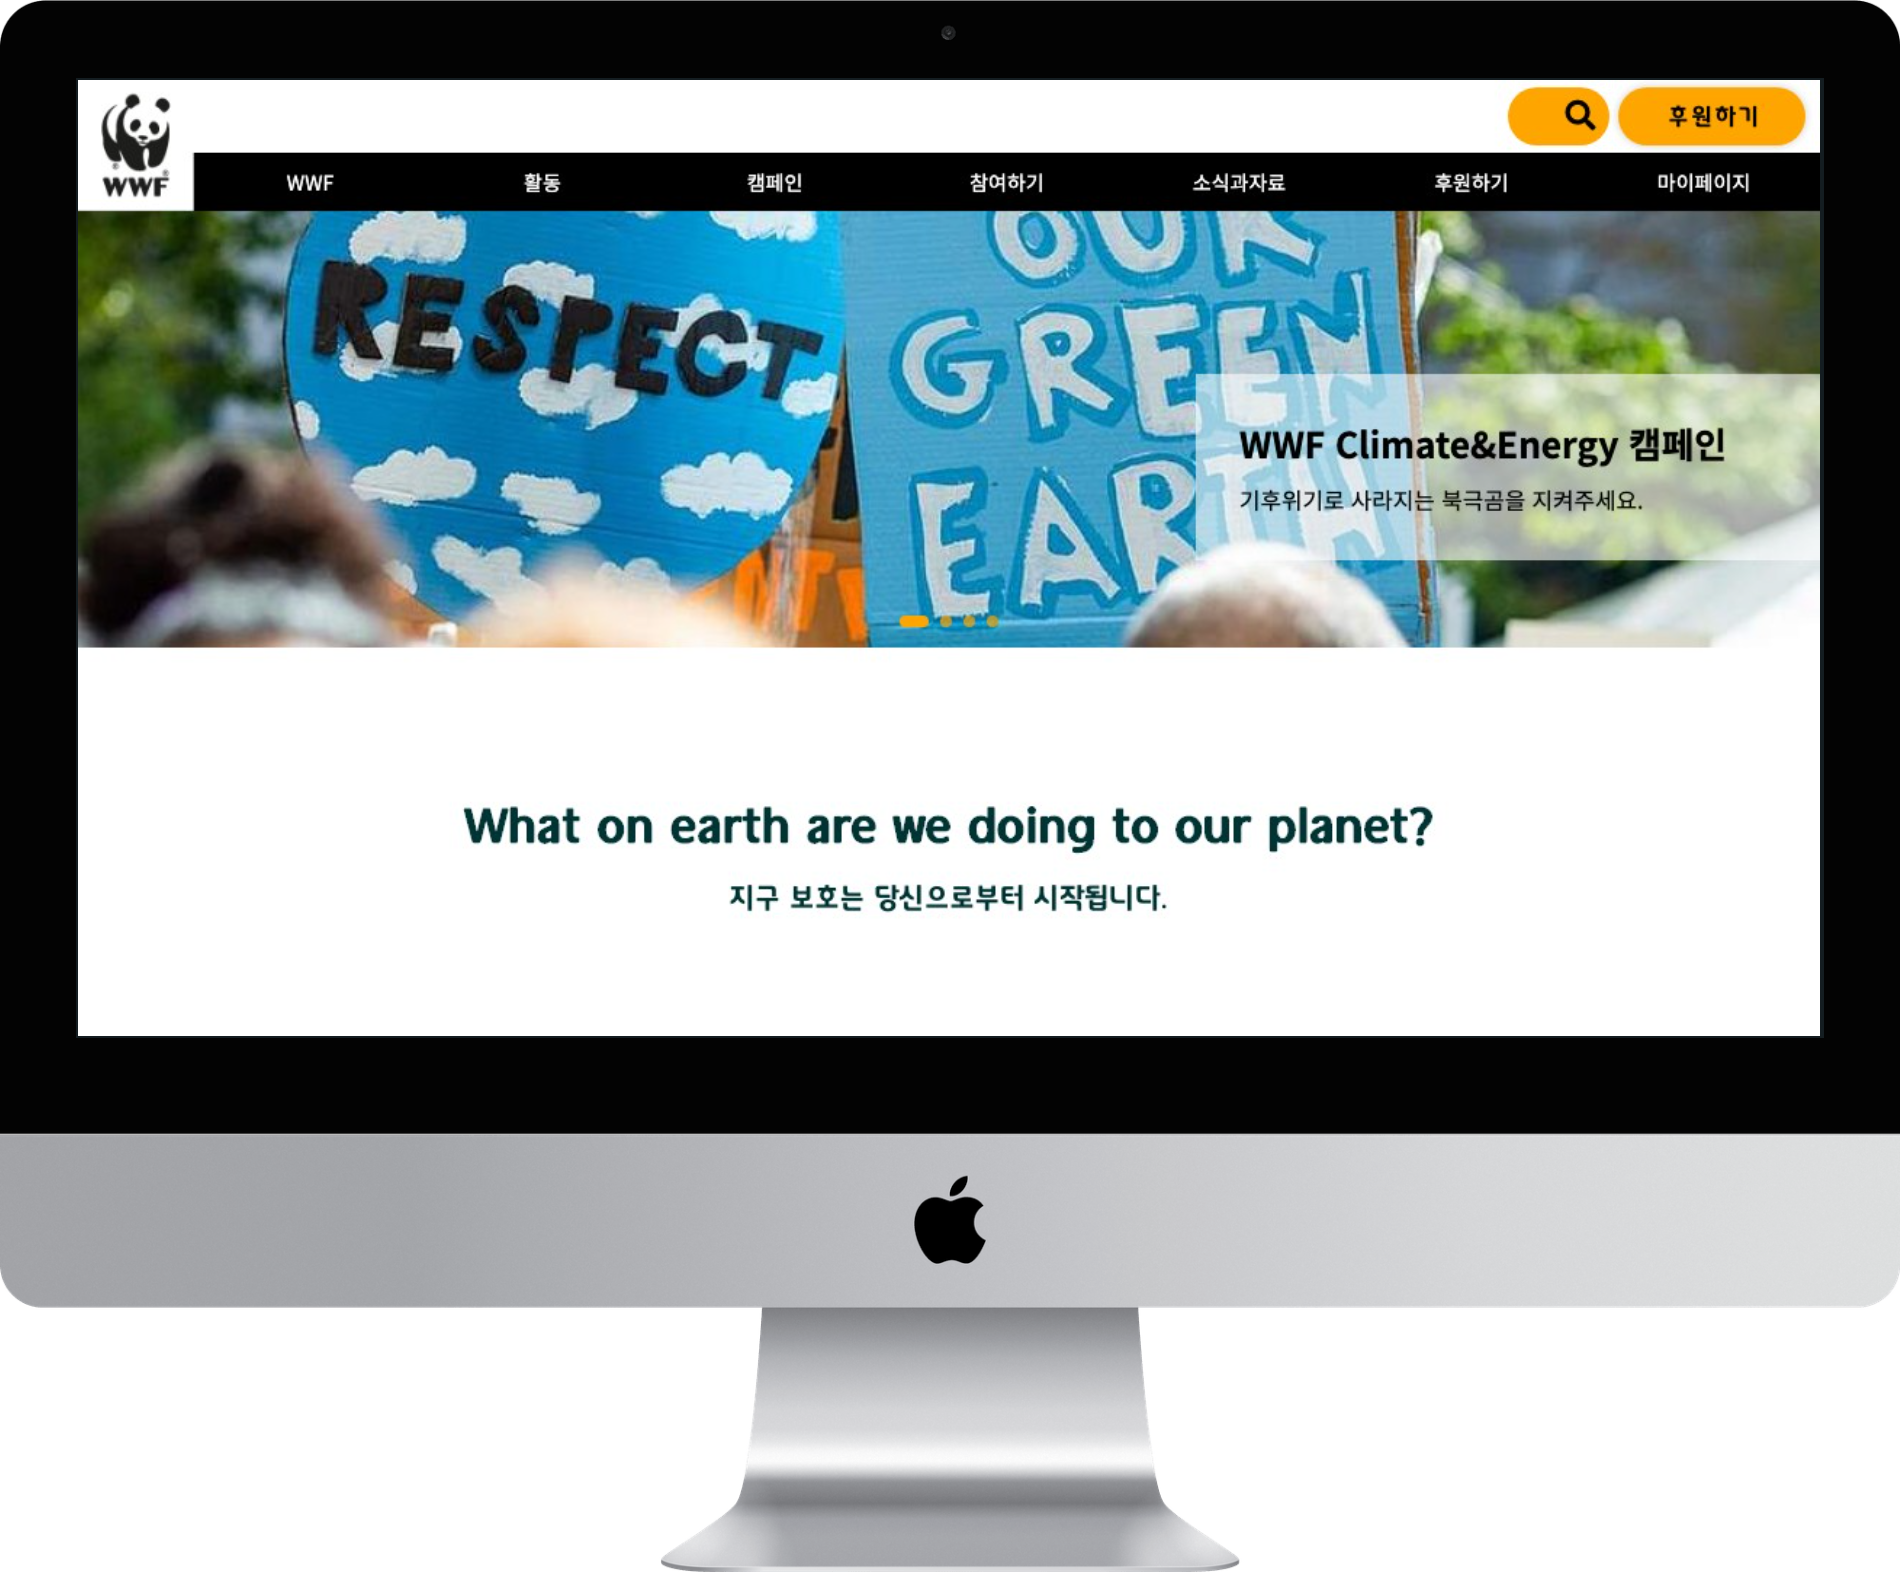 후원하기
WWF
WWF 활동 캠페인 참여하기 소식과자료 후원하기 마이페이지
RESPECT
OUR
GREEN
EARTH
WWF Climate&Energy 캠페인
기후위기로 사라지는 북극곰을 지켜주세요.
What on earth are we doing to our planet?
지구 보호는 당신으로부터 시작됩니다.